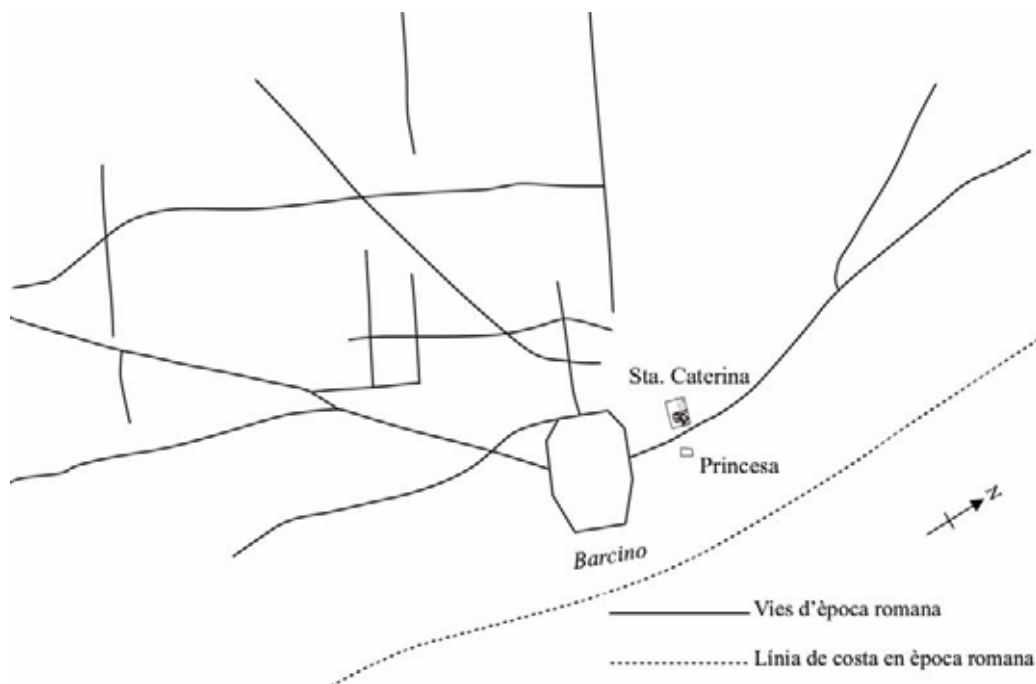 Sta. Caterina
Princesa
N
Barcino
Vies d'època romana
Línia de costa en època romana